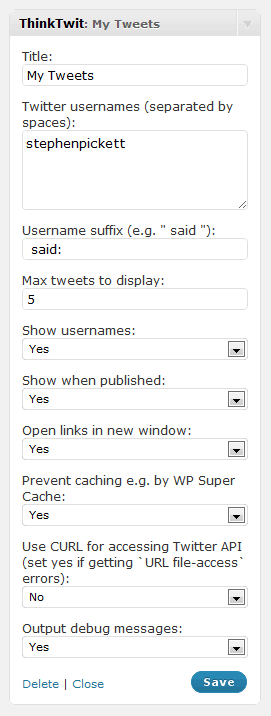 ThinkTwit: My Tweets
Title:
My Tweets
Twitter usernames (separated by
spaces):
stephenpickett
Username suffix (e.g. " said "):
said:
Max tweets to display:
5
Show usernames:
Yes
Show when published:
Yes
Open links in new window:
Yes
Prevent caching e.g. by WP Super
Cache:
Yes
Use CURL for accessing Twitter API
(set yes if getting `URL file-access`
errors):
No
Output debug messages:
Yes
Delete | Close Save